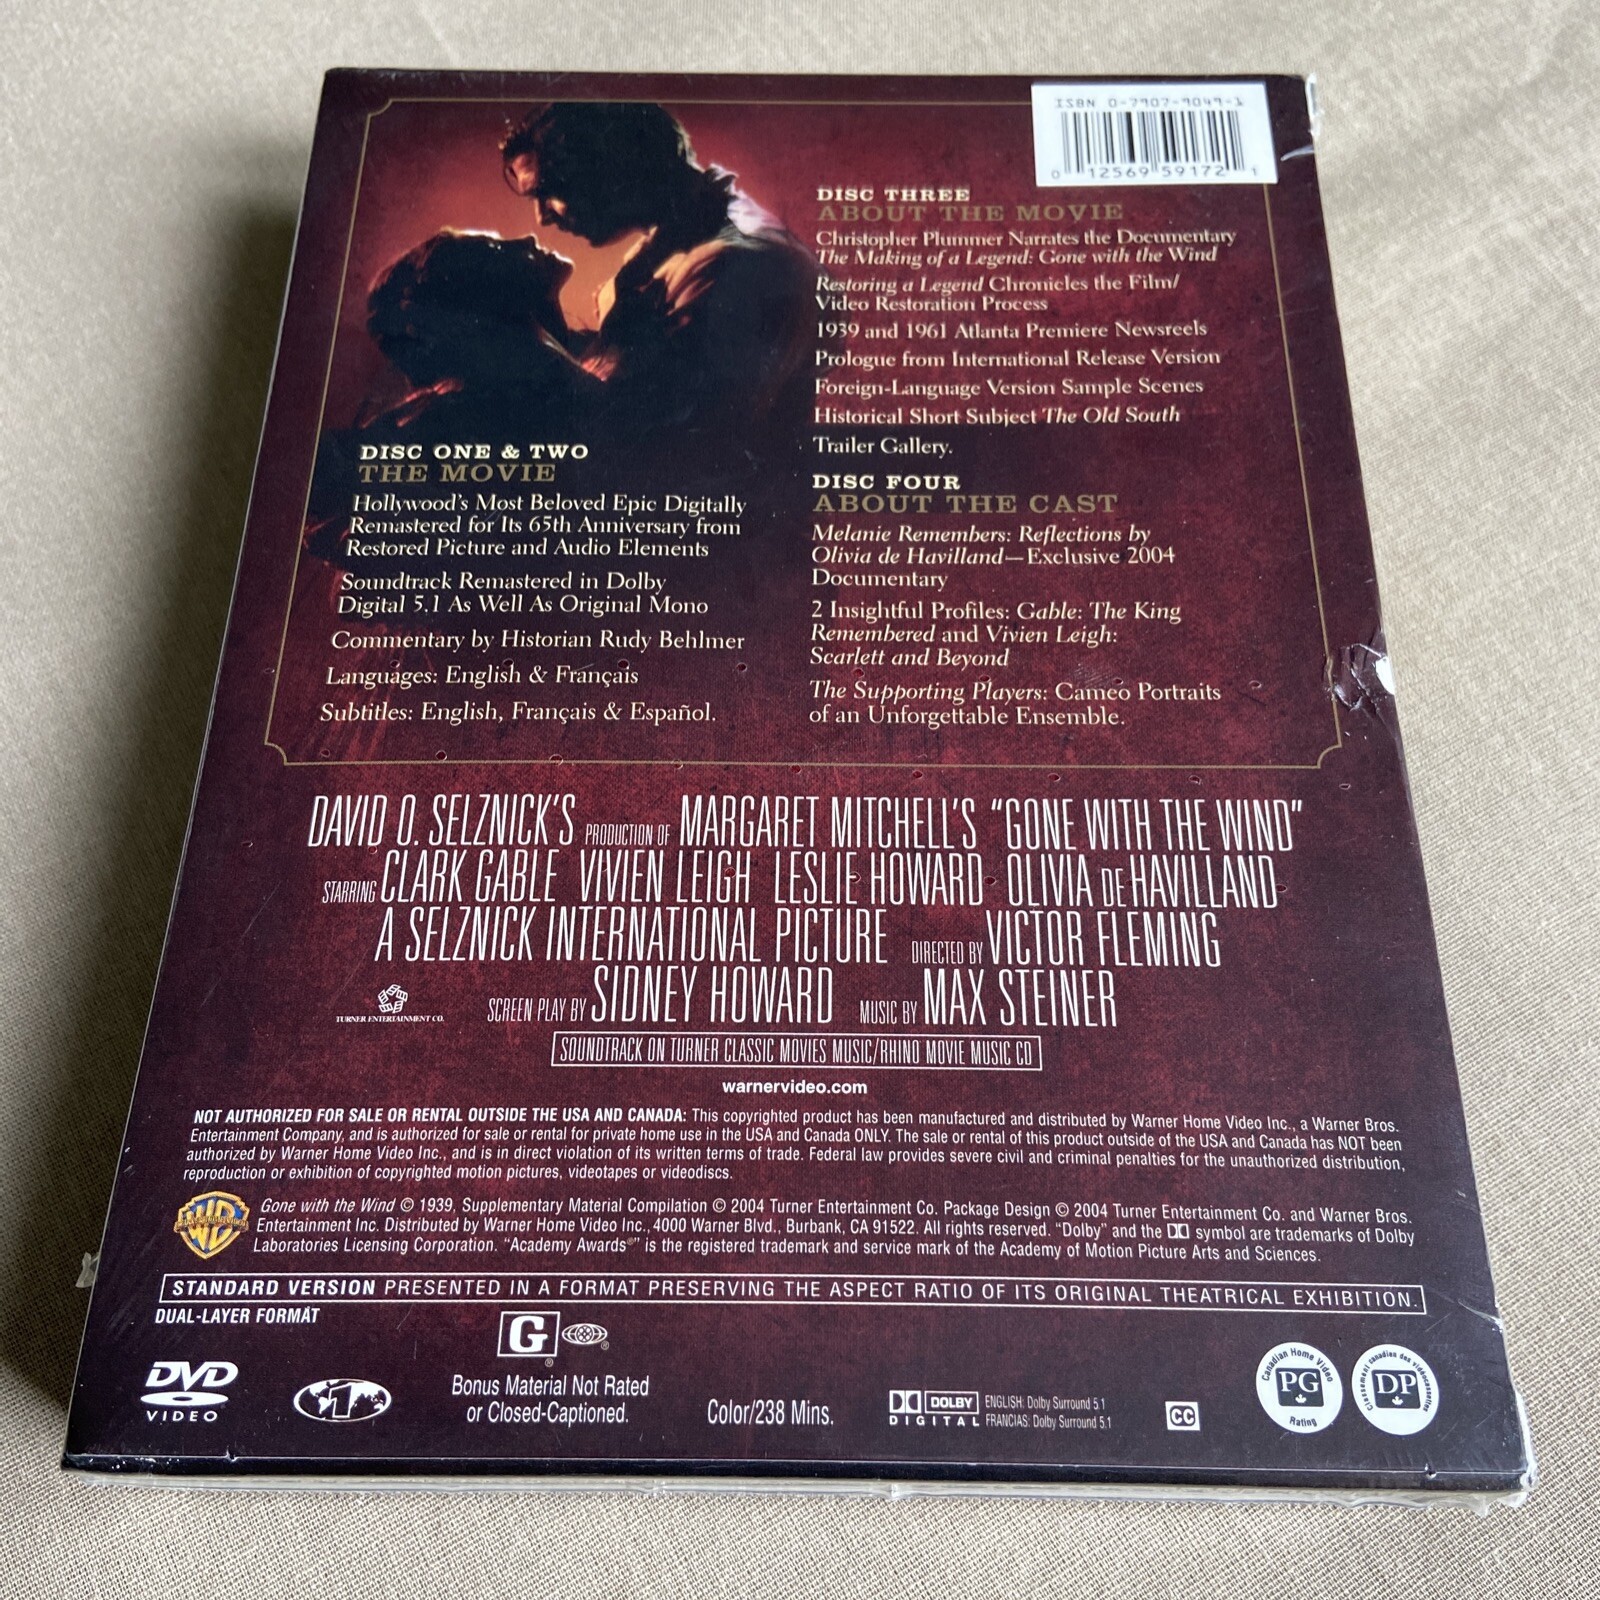 ISBN 0-7907-9049-1
0 12569 59172 1
DISC THREE
ABOUT THE MOVIE
Christopher Plummer Narrates the Documentary
The Making of a Legend: Gone with the Wind
Restoring a Legend Chronicles the Film/
Video Restoration Process
1939 and 1961 Atlanta Premiere Newsreels
Prologue from International Release Version
Foreign-Language Version Sample Scenes
Historical Short Subject The Old South
Trailer Gallery.
DISC ONE & TWO
THE MOVIE
Hollywood's Most Beloved Epic Digitally
Remastered for Its 65th Anniversary from
Restored Picture and Audio Elements
Soundtrack Remastered in Dolby
Digital 5.1 As Well As Original Mono
Commentary by Historian Rudy Behlmer
Languages: English & Français
Subtitles: English, Français & Español.
DISC FOUR
ABOUT THE CAST
Melanie Remembers: Reflections by
Olivia de Havilland—Exclusive 2004
Documentary
2 Insightful Profiles: Gable: The King
Remembered and Vivien Leigh:
Scarlett and Beyond
The Supporting Players: Cameo Portraits
of an Unforgettable Ensemble.
DAVID O. SELZNICK'S PRODUCTION OF MARGARET MITCHELL'S "GONE WITH THE WIND"
STARRING CLARK GABLE VIVIEN LEIGH LESLIE HOWARD OLIVIA DE HAVILLAND
A SELZNICK INTERNATIONAL PICTURE DIRECTED BY VICTOR FLEMING
SCREEN PLAY BY SIDNEY HOWARD MUSIC BY MAX STEINER
TURNER ENTERTAINMENT CO.
SOUNDTRACK ON TURNER CLASSIC MOVIES MUSIC/RHINO MOVIE MUSIC CD
warnervideo.com
NOT AUTHORIZED FOR SALE OR RENTAL OUTSIDE THE USA AND CANADA: This copyrighted product has been manufactured and distributed by Warner Home Video Inc., a Warner Bros.
Entertainment Company, and is authorized for sale or rental for private home use in the USA and Canada ONLY. The sale or rental of this product outside of the USA and Canada has NOT been
authorized by Warner Home Video Inc., and is in direct violation of its written terms of trade. Federal law provides severe civil and criminal penalties for the unauthorized distribution,
reproduction or exhibition of copyrighted motion pictures, videotapes or videodiscs.
WB
Gone with the Wind © 1939, Supplementary Material Compilation © 2004 Turner Entertainment Co. Package Design © 2004 Turner Entertainment Co. and Warner Bros.
Entertainment Inc. Distributed by Warner Home Video Inc., 4000 Warner Blvd., Burbank, CA 91522. All rights reserved. "Dolby" and the DD symbol are trademarks of Dolby
Laboratories Licensing Corporation. "Academy Awards®" is the registered trademark and service mark of the Academy of Motion Picture Arts and Sciences.
STANDARD VERSION PRESENTED IN A FORMAT PRESERVING THE ASPECT RATIO OF ITS ORIGINAL THEATRICAL EXHIBITION.
DUAL-LAYER FORMAT
G ® ®
DVD
VIDEO
1
Bonus Material Not Rated
or Closed-Captioned.
Color/238 Mins.
DOLBY
DIGITAL
ENGLISH: Dolby Surround 5.1
FRANCIAS: Dolby Surround 5.1
CC
Canadian Home Video
PG
Rating
Classement canadien des vidéocassettes
DP